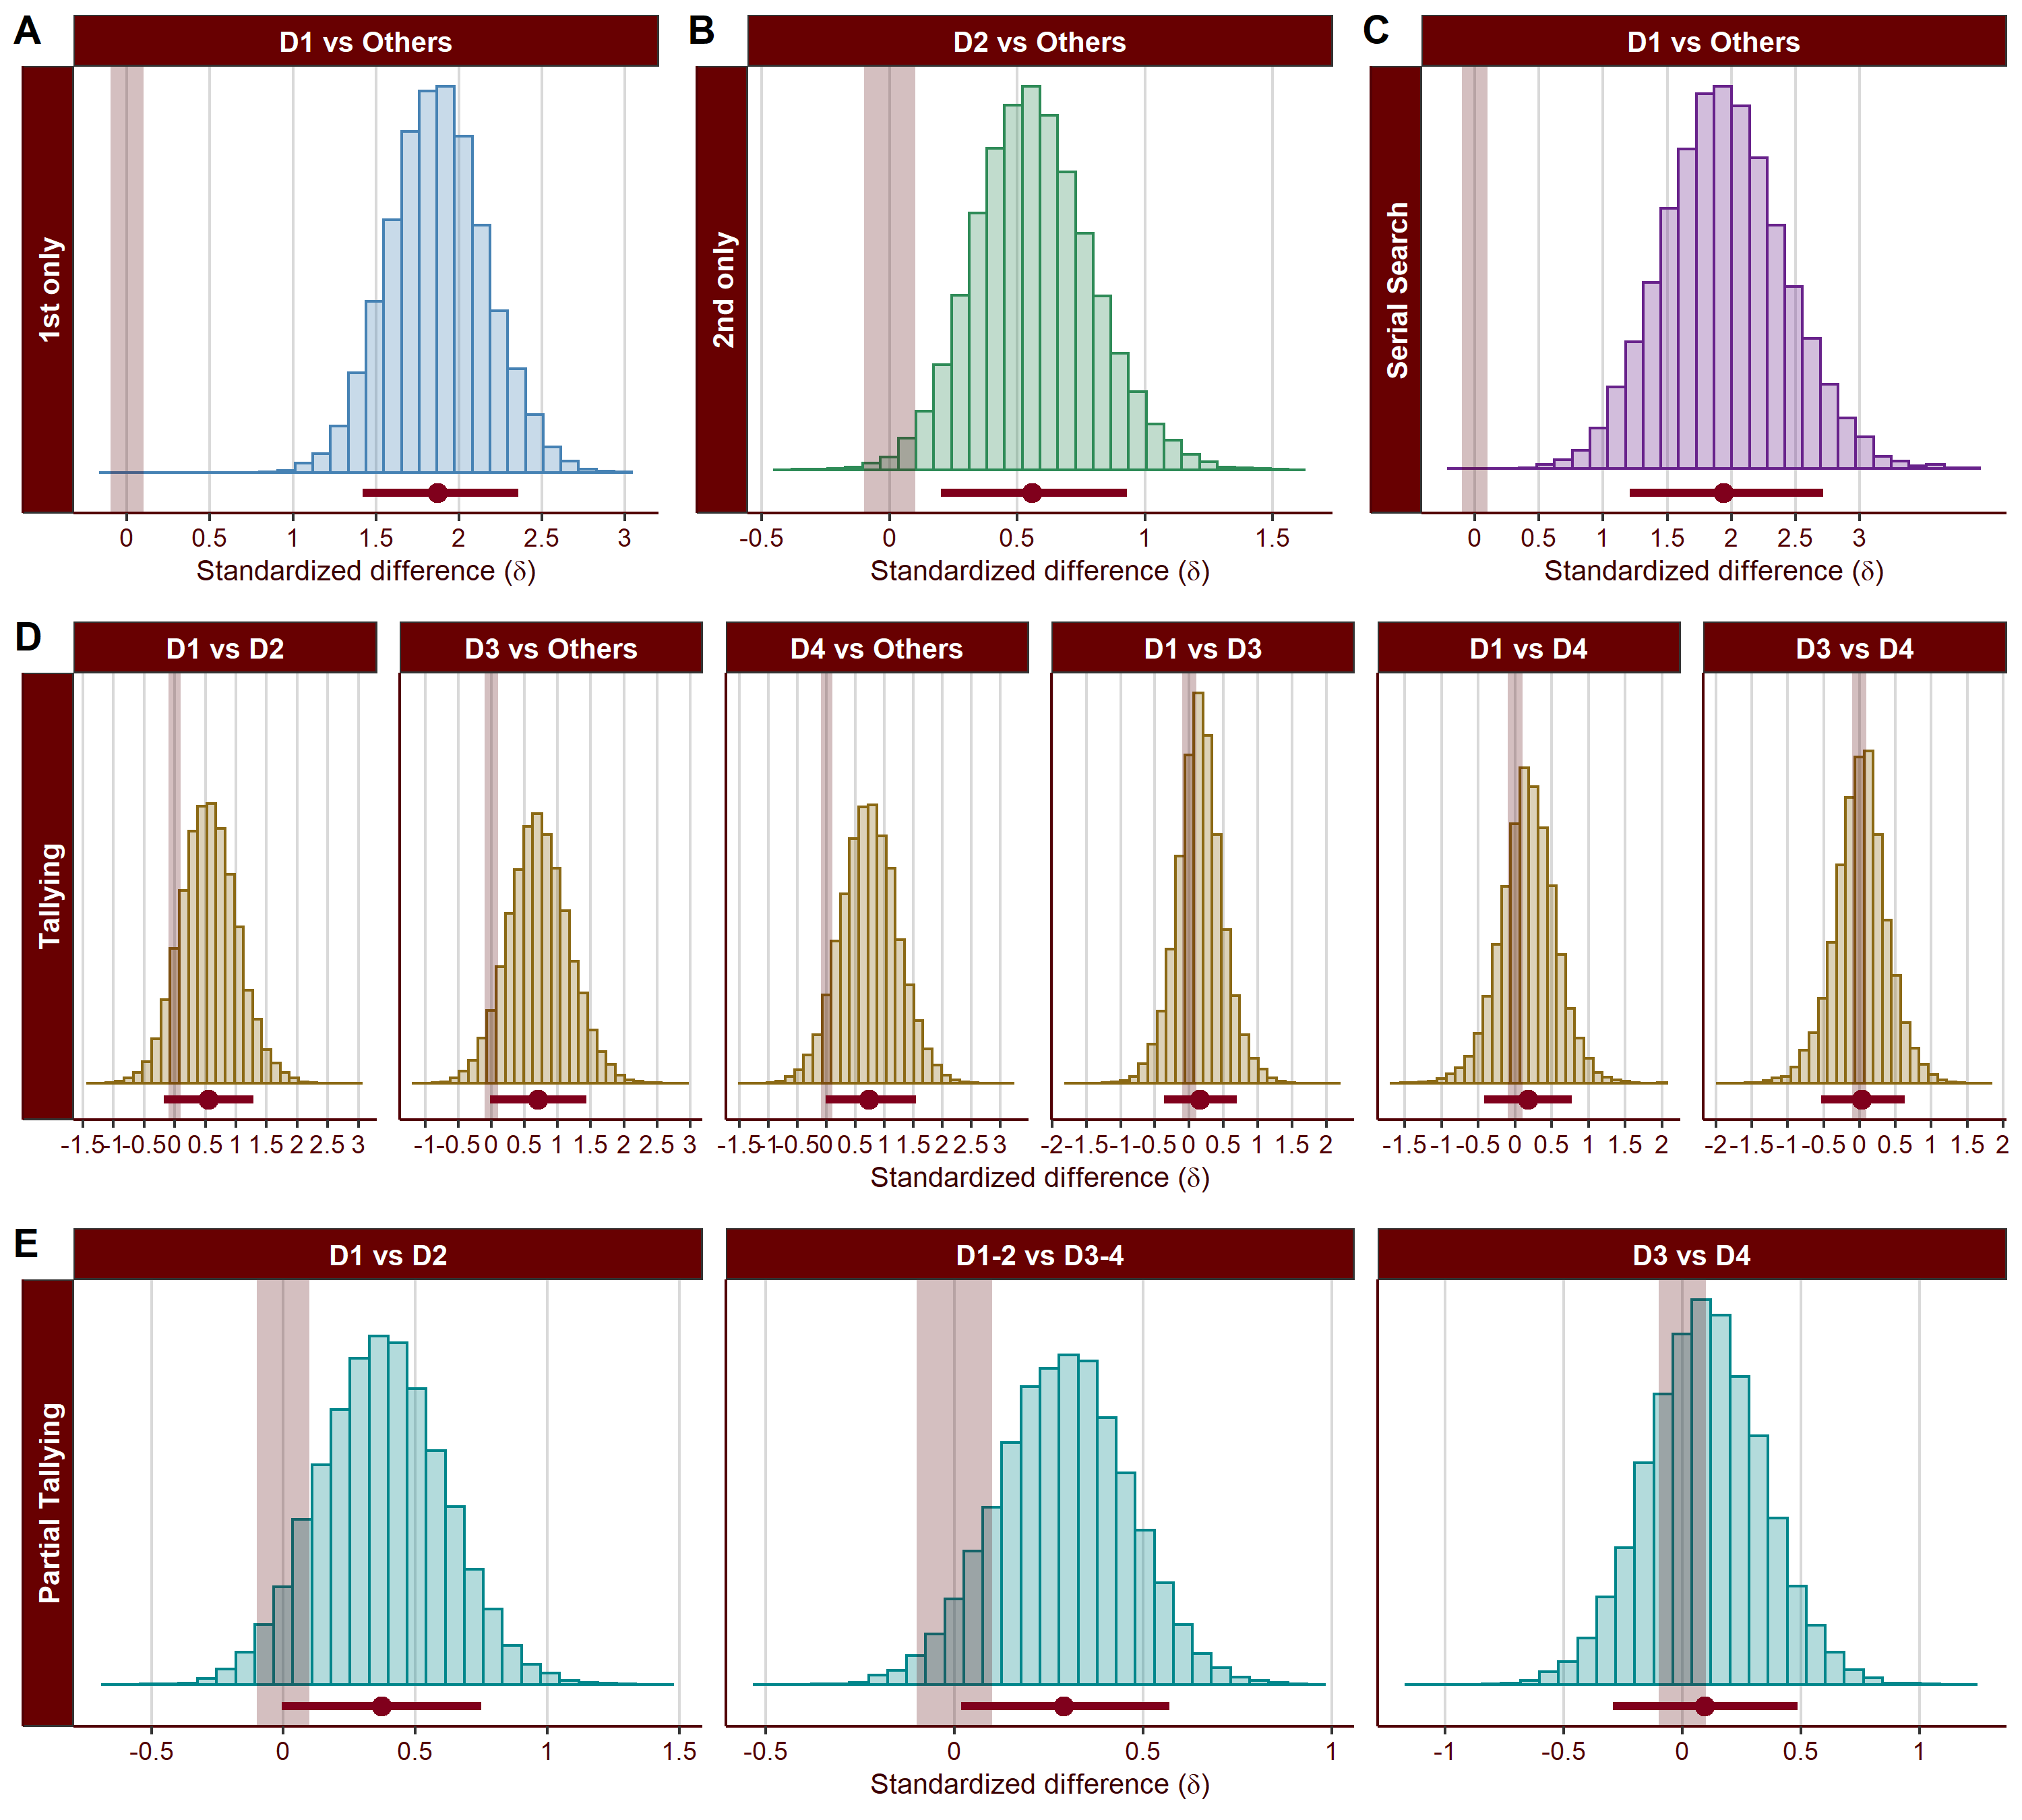 A
D1 vs Others
B
D2 vs Others
C
D1 vs Others
1st only
2nd only
Serial Search
0 0.5 1 1.5 2 2.5 3
-0.5 0 0.5 1 1.5
0 0.5 1 1.5 2 2.5 3
Standardized difference (δ)
Standardized difference (δ)
Standardized difference (δ)
D
D1 vs D2
D3 vs Others
D4 vs Others
D1 vs D3
D1 vs D4
D3 vs D4
Tallying
-1.5 -1 -0.5 0 0.5 1 1.5 2 2.5 3
-1 -0.5 0 0.5 1 1.5 2 2.5 3
-1.5 -1 -0.5 0 0.5 1 1.5 2 2.5 3
-2 -1.5 -1 -0.5 0 0.5 1 1.5 2
-1.5 -1 -0.5 0 0.5 1 1.5 2
-2 -1.5 -1 -0.5 0 0.5 1 1.5 2
Standardized difference (δ)
E
D1 vs D2
D1-2 vs D3-4
D3 vs D4
Partial Tallying
-0.5 0 0.5 1 1.5
-0.5 0 0.5 1
-1 -0.5 0 0.5 1
Standardized difference (δ)